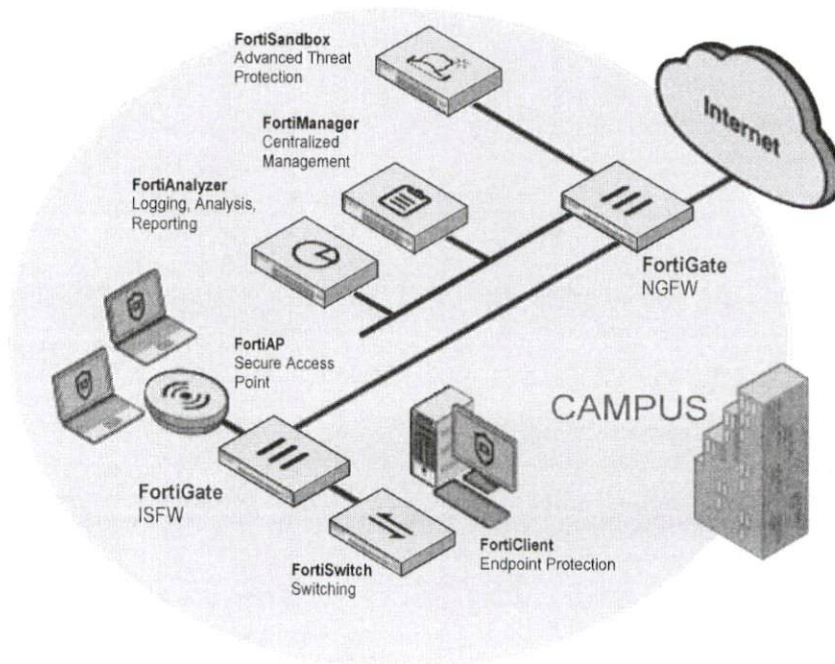 FortiSandbox
Advanced Threat
Protection
FortiManager
Centralized
Management
Internet
FortiAnalyzer
Logging, Analysis,
Reporting
FortiGate
NGFW
FortiAP
Secure Access
Point
CAMPUS
FortiGate
ISFW
FortiClient
Endpoint Protection
FortiSwitch
Switching